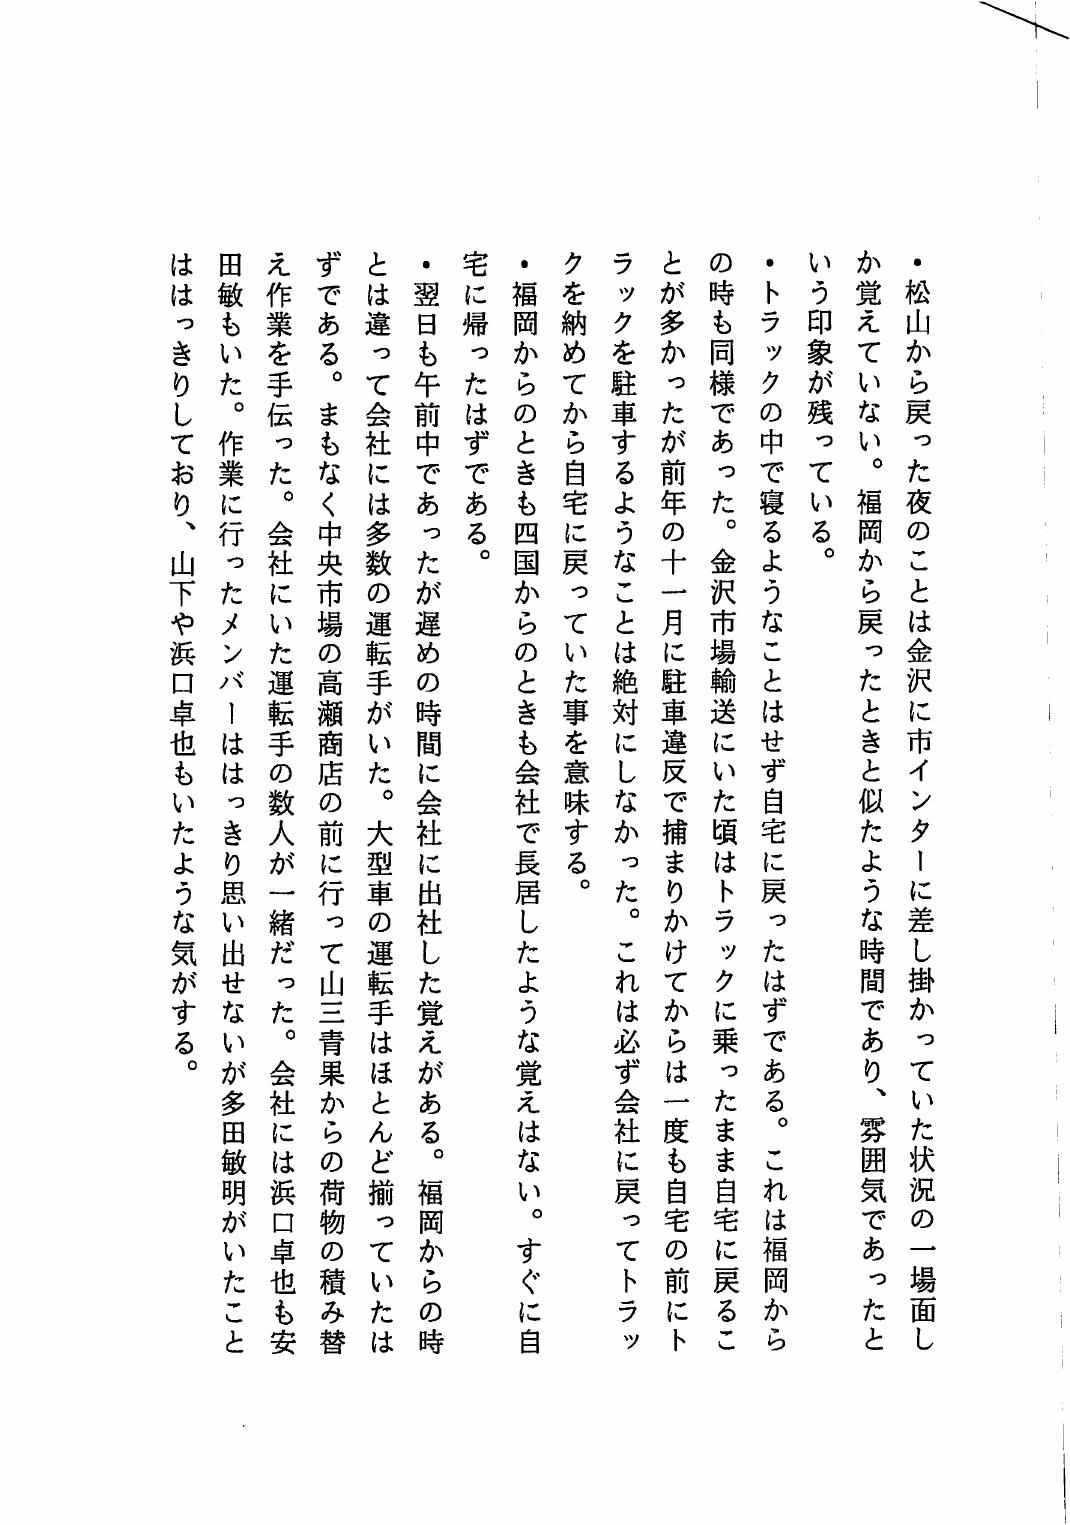 ・松山から戻った夜のことは金沢に市インターに差し掛かっていた状況の一場面し
か覚えていない。福岡から戻ったときと似たような時間であり、雰囲気であったと
いう印象が残っている。
・トラックの中で寝るようなことはせず自宅に戻ったはずである。これは福岡から
の時も同様であった。金沢市場輸送にいた頃はトラックに乗ったまま自宅に戻るこ
とが多かったが前年の十一月に駐車違反で捕まりかけてからは一度も自宅の前にト
ラックを駐車するようなことは絶対にしなかった。これは必ず会社に戻ってトラッ
クを納めてから自宅に戻っていた事を意味する。
・福岡からのときも四国からのときも会社で長居したような覚えはない。すぐに自
宅に帰ったはずである。
・翌日も午前中であったが遅めの時間に会社に出社した覚えがある。福岡からの時
とは違って会社には多数の運転手がいた。大型車の運転手はほとんど揃っていたは
ずである。まもなく中央市場の高瀬商店の前に行って山三青果からの荷物の積み替
え作業を手伝った。会社にいた運転手の数人が一緒だった。会社には浜口卓也も安
田敏もいた。作業に行ったメンバーははっきり思い出せないが多田敏明がいたこと
ははっきりしており、山下や浜口卓也もいたような気がする。